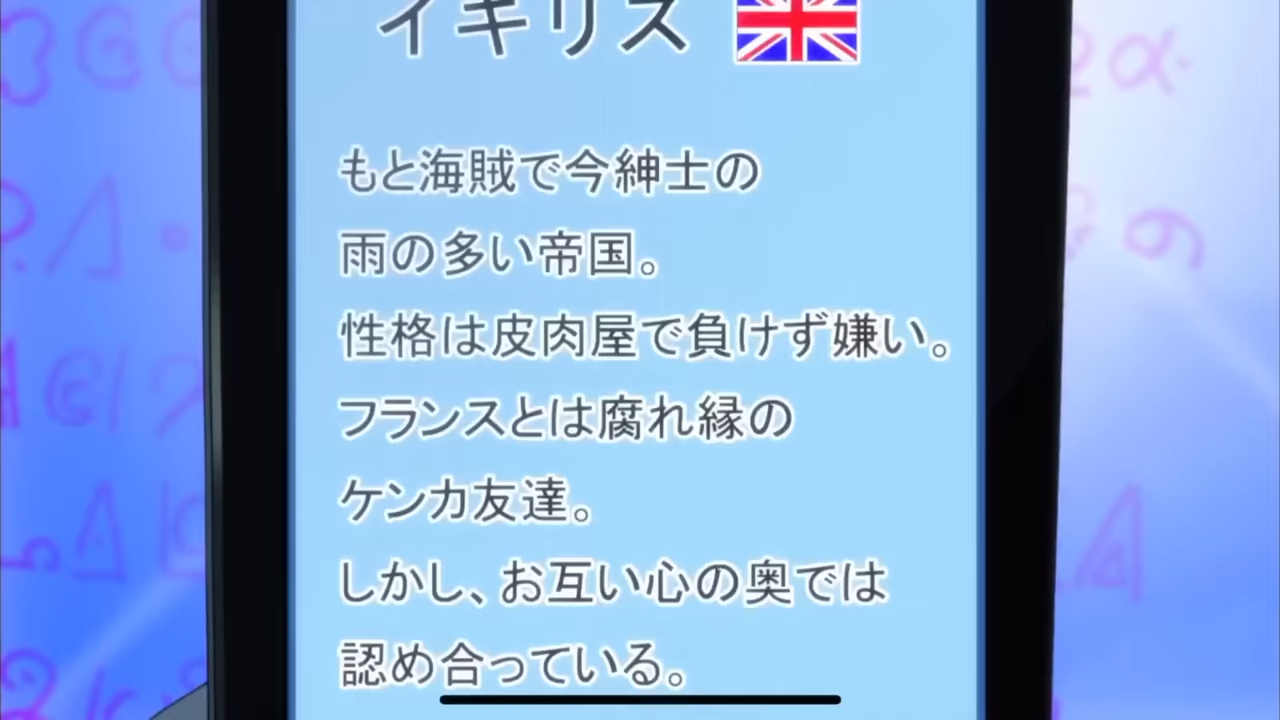 イギリス
もと海賊で今紳士の
雨の多い帝国。
性格は皮肉屋で負けず嫌い。
フランスとは腐れ縁の
ケンカ友達。
しかし、お互い心の奥では
認め合っている。